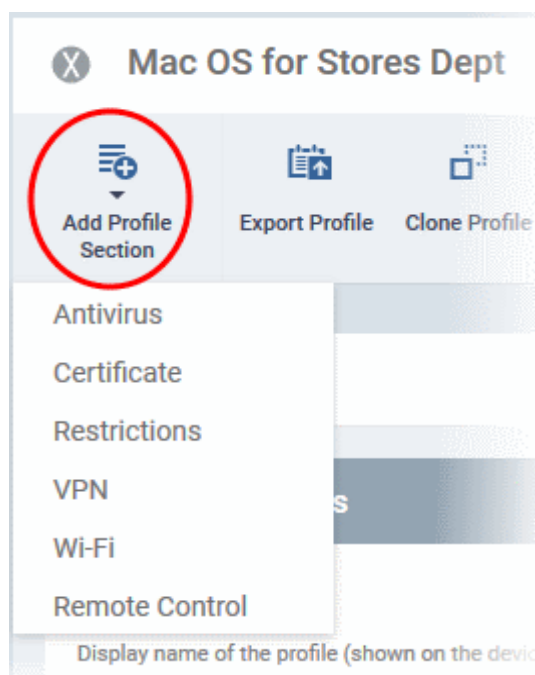 Mac OS for Stores Dept
Add Profile
Section
Export Profile
Clone Profile
Antivirus
Certificate
Restrictions
VPN
s
Wi-Fi
Remote Control
Display name of the profile (shown on the devic